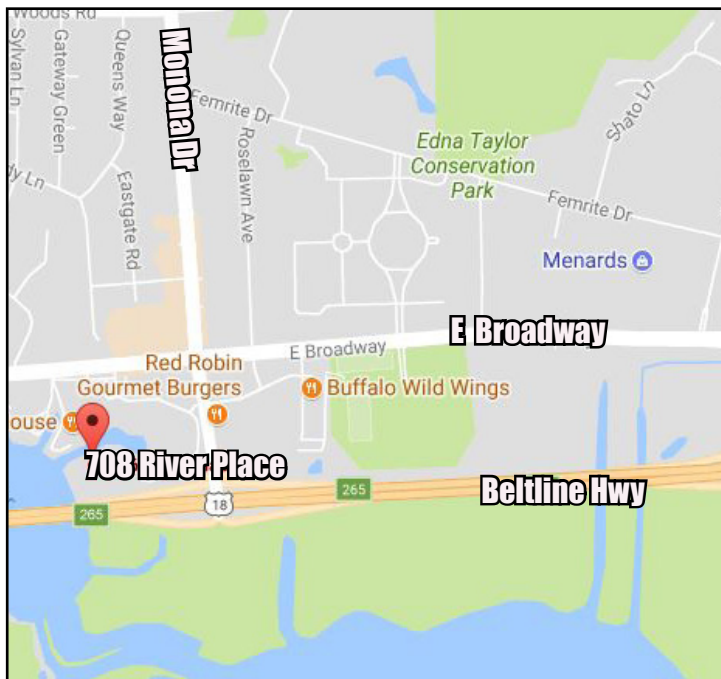 Woods Rd
Sylvan Ln
Gateway Green
Queens Way
Monona Dr
Femrite Dr
Shato Ln
Roselawn Ave
Edna Taylor
Conservation
Park
dy Ln
Eastgate Rd
Femrite Dr
Menards
E Broadway
E Broadway
Red Robin
Gourmet Burgers
Buffalo Wild Wings
ouse
708 River Place
265
Beltline Hwy
18
265